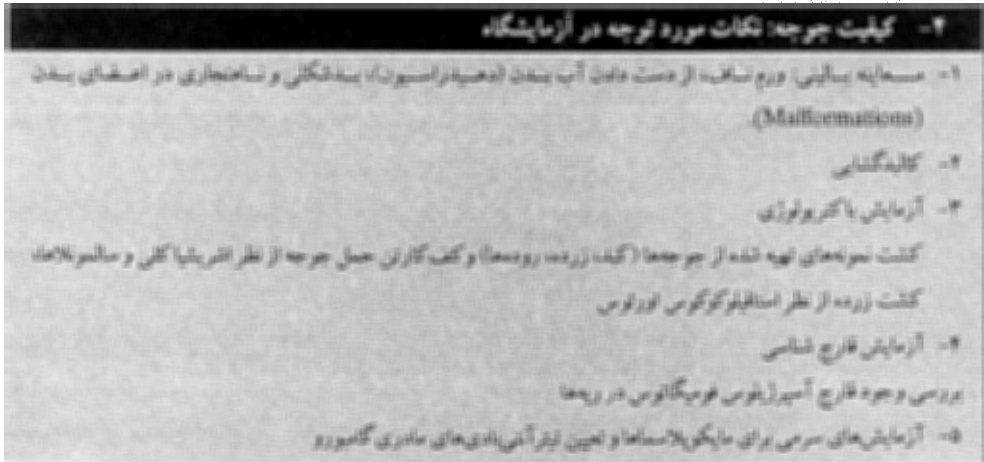 ۴- کیفیت جوجه: نکات مورد توجه در آزمایشگاه
۱- معاینه بالینی: ورم ناف، از دست دادن آب بدن (دهیدراسیون)، بدشکلی و ناهنجاری در اعضای بدن
(Malformations).
۲- کالبدگشایی
۳- آزمایش باکتریولوژی
کشت نمونه‌های تهیه شده از جوجه‌ها (کبد، زرده، روده‌ها) و کف کارتن حمل جوجه از نظر اشریشیا کلی و سالمونلاها،
کشت زرده از نظر استافیلوکوکوس اورئوس
۴- آزمایش قارچ شناسی
بررسی وجود قارچ آسپرژیلوس فومیگاتوس در ریه‌ها
۵- آزمایش‌های سرمی برای مایکوپلاسماها و تعیین تیتر آنتی‌بادی‌های مادری گامبورو